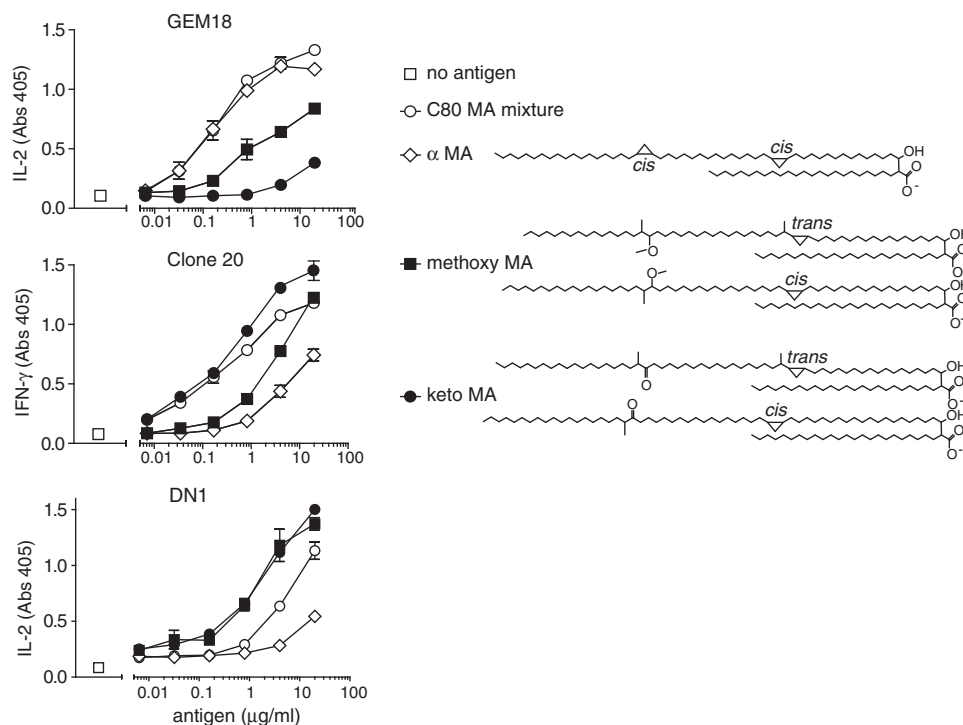 GEM18
1.5
1.0
0.5
0.0
IL-2 (Abs 405)
0.01 0.1 1 10 100
Clone 20
1.5
1.0
0.5
0.0
IFN-γ (Abs 405)
0.01 0.1 1 10 100
DN1
1.5
1.0
0.5
0.0
IL-2 (Abs 405)
0.01 0.1 1 10 100
antigen (μg/ml)
no antigen
C80 MA mixture
α MA
cis
cis
OH
O
O-
methoxy MA
trans
O
OH
O
O-
O
cis
OH
O
O-
keto MA
trans
O
OH
O
O-
O
cis
OH
O
O-